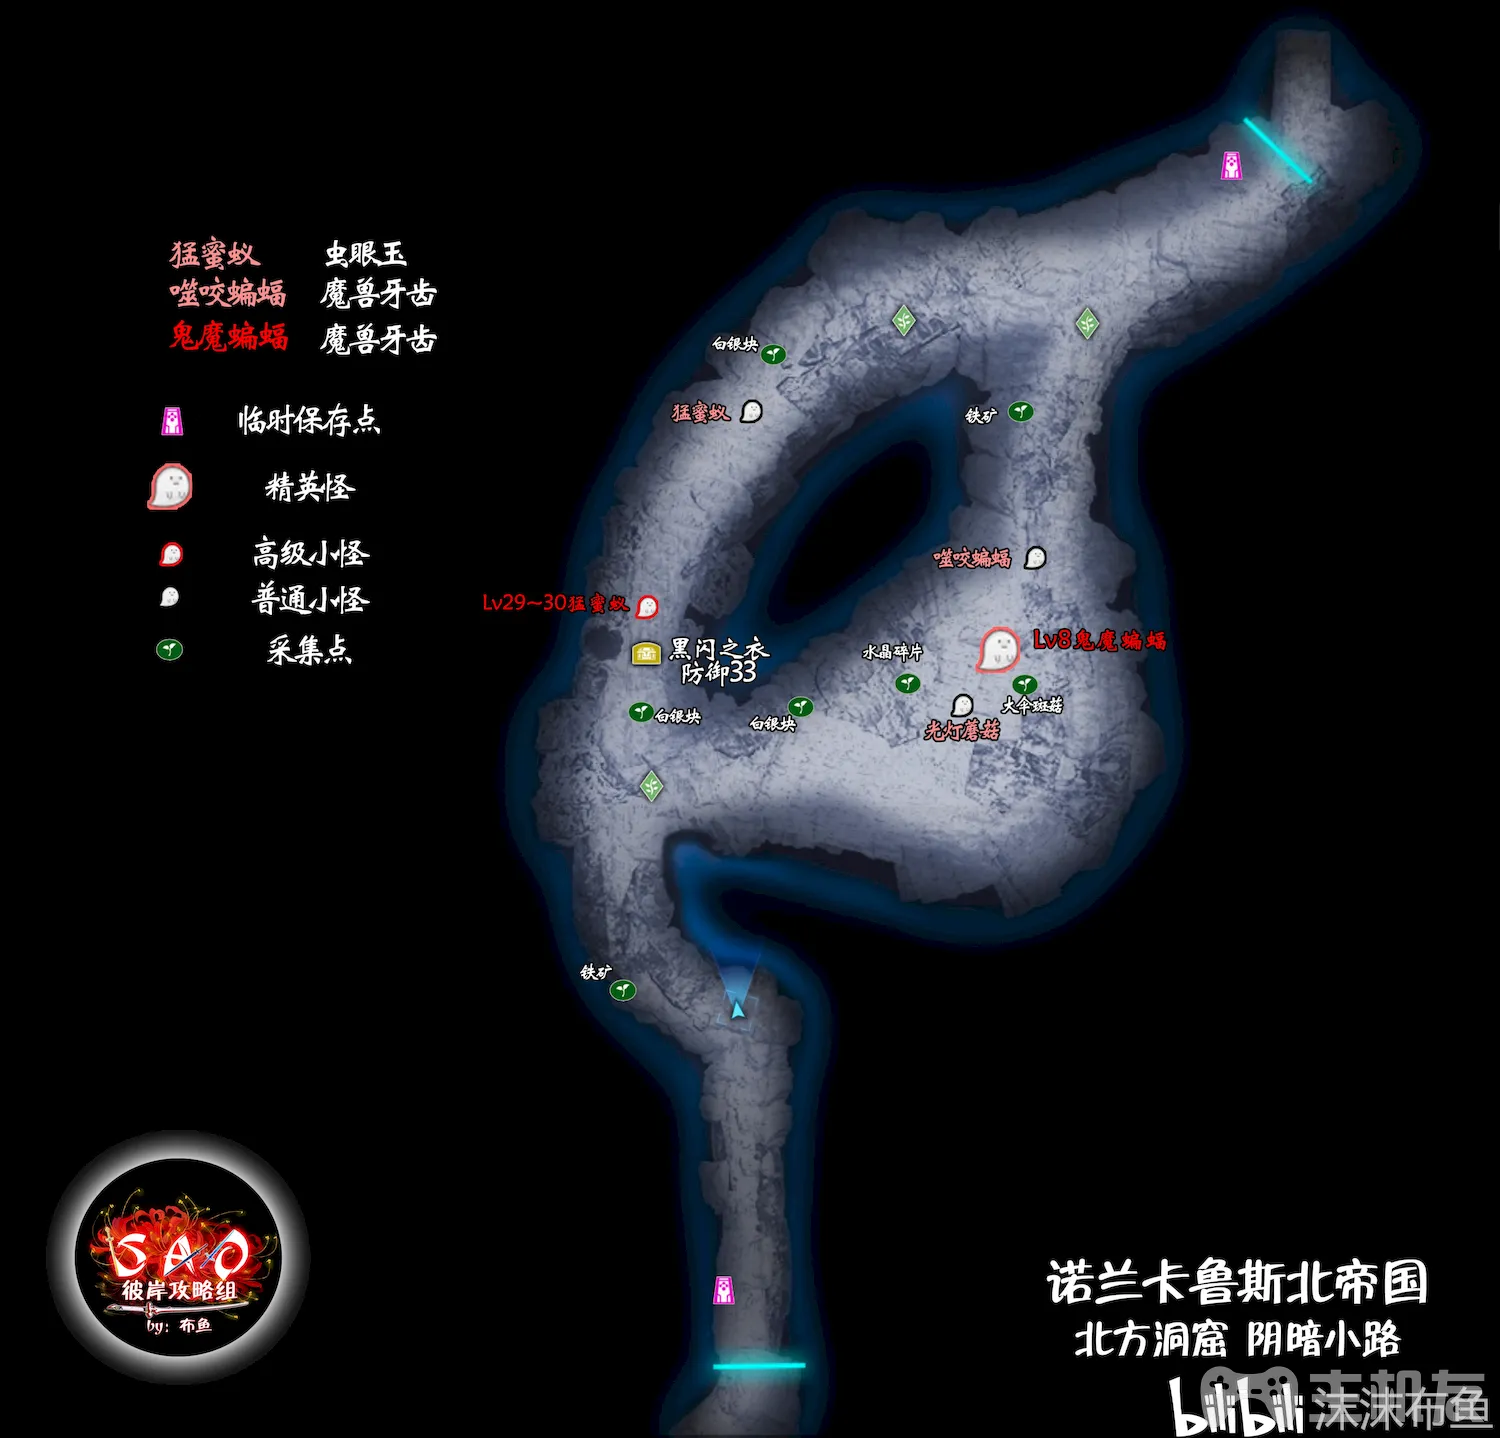 猛蜜蚁 虫眼玉
噬咬蝙蝠 魔兽牙齿
鬼魔蝙蝠 魔兽牙齿
临时保存点
精英怪
高级小怪
普通小怪
采集点
白银块
猛蜜蚁
铁矿
噬咬蝙蝠
Lv29~30猛蜜蚁
黑闪之衣
防御33
水晶碎片
Lv8鬼魔蝙蝠
大伞斑菇
光灯蘑菇
白银块
白银块
铁矿
SAO
彼岸攻略组
by: 布鱼
诺兰卡鲁斯北帝国
北方洞窟 阴暗小路
bilibili 沫沫布鱼